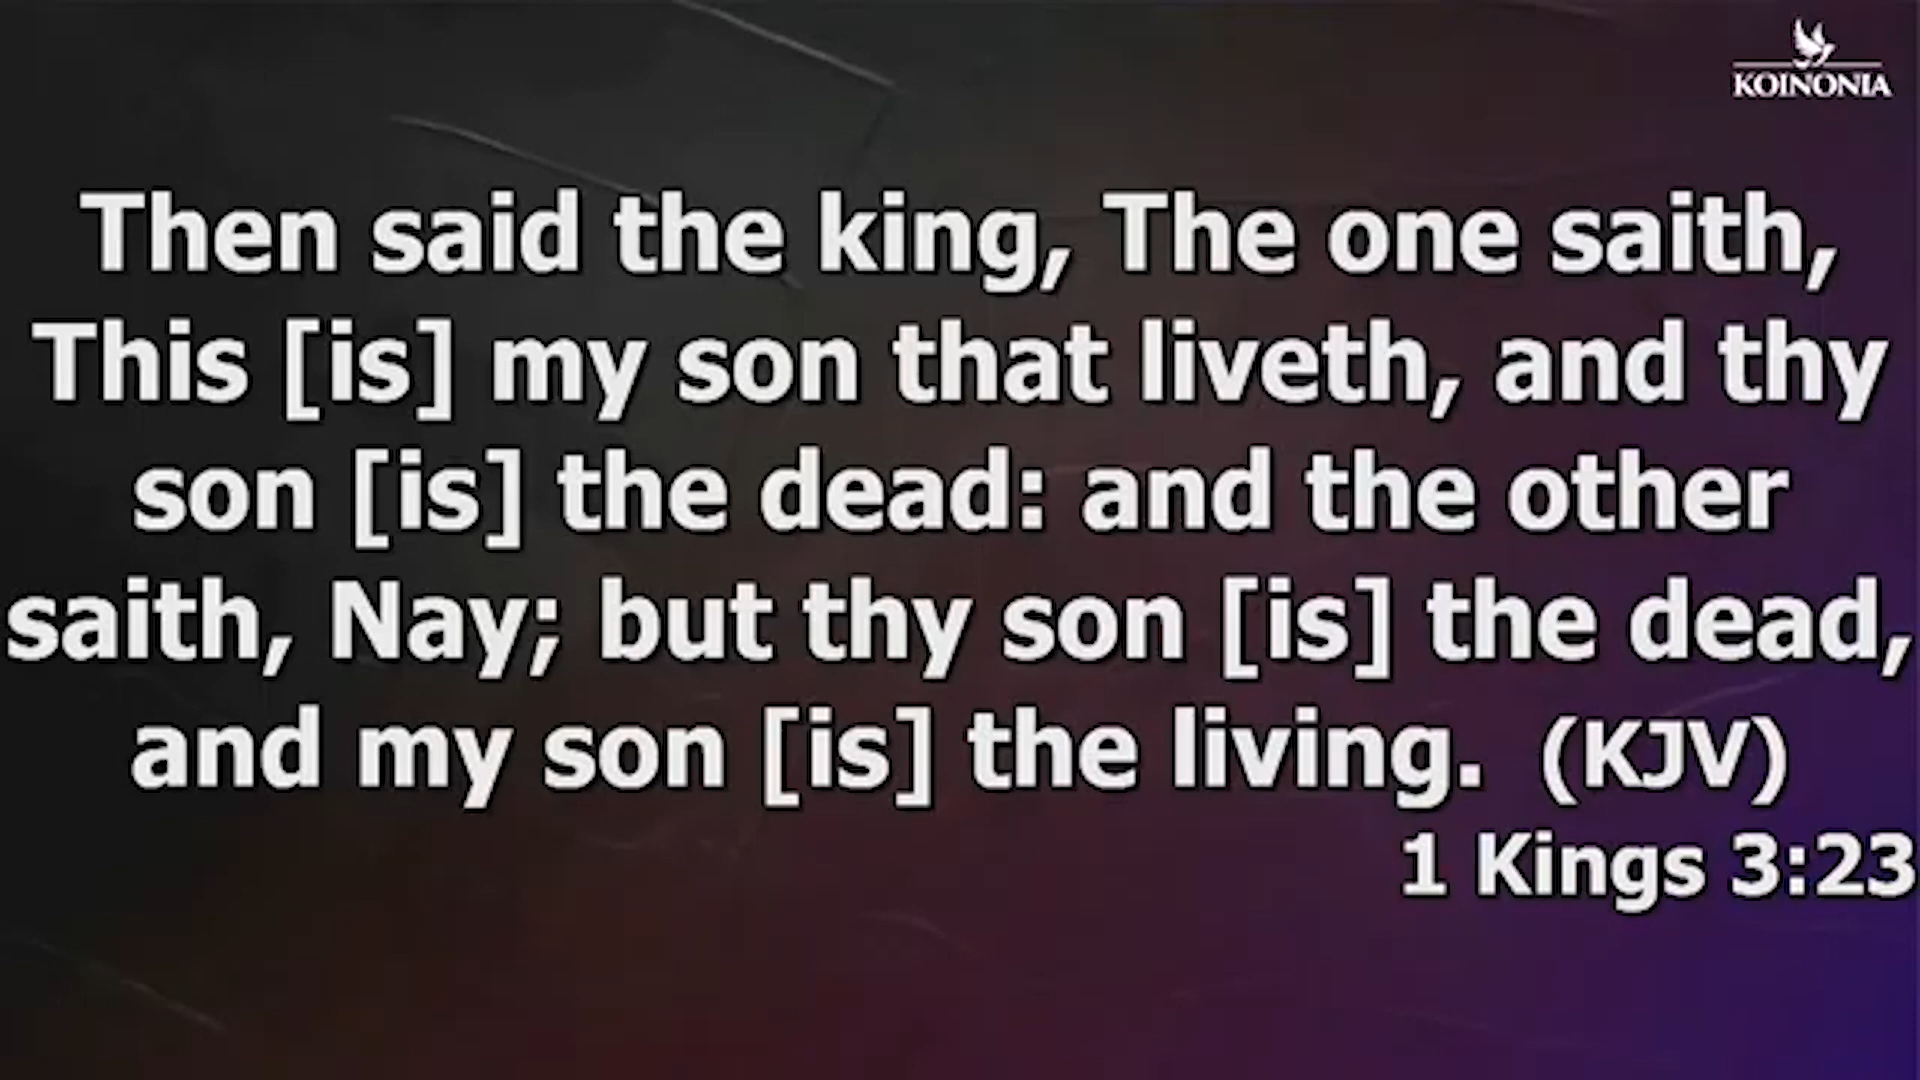 KOINONIA
Then said the king, The one saith,
This [is] my son that liveth, and thy
son [is] the dead: and the other
saith, Nay; but thy son [is] the dead,
and my son [is] the living. (KJV)
1 Kings 3:23